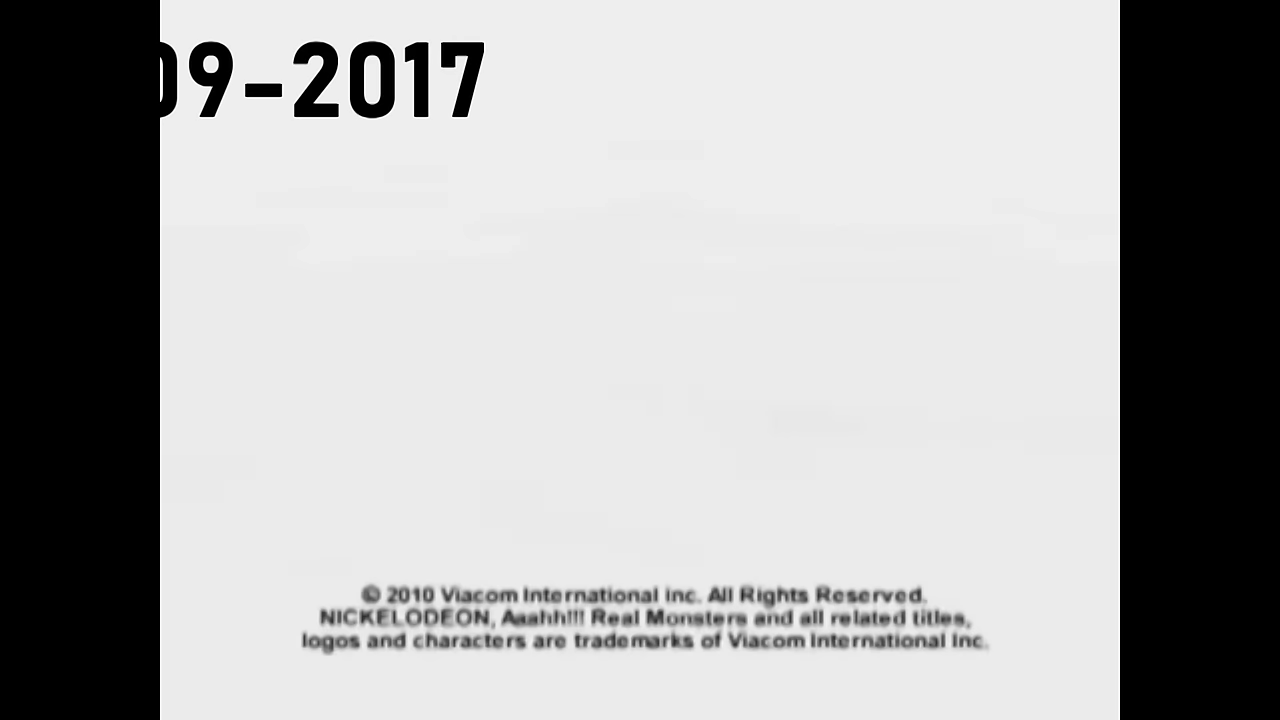 09-2017
© 2010 Viacom International Inc. All Rights Reserved.
NICKELODEON, Aaahh!!! Real Monsters and all related titles,
logos and characters are trademarks of Viacom International Inc.